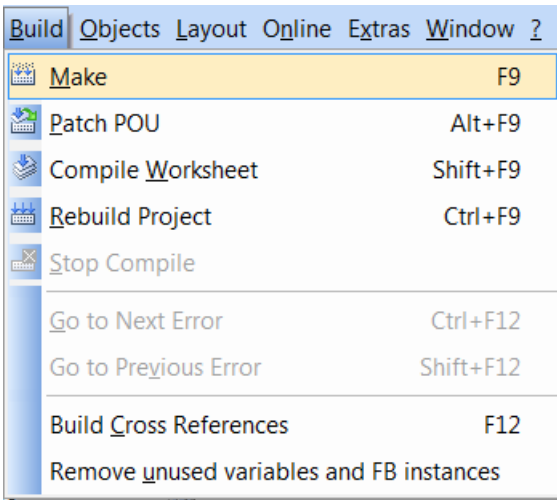 Build Objects Layout Online Extras Window ?
Make F9
Patch POU Alt+F9
Compile Worksheet Shift+F9
Rebuild Project Ctrl+F9
Stop Compile
Go to Next Error Ctrl+F12
Go to Previous Error Shift+F12
Build Cross References F12
Remove unused variables and FB instances